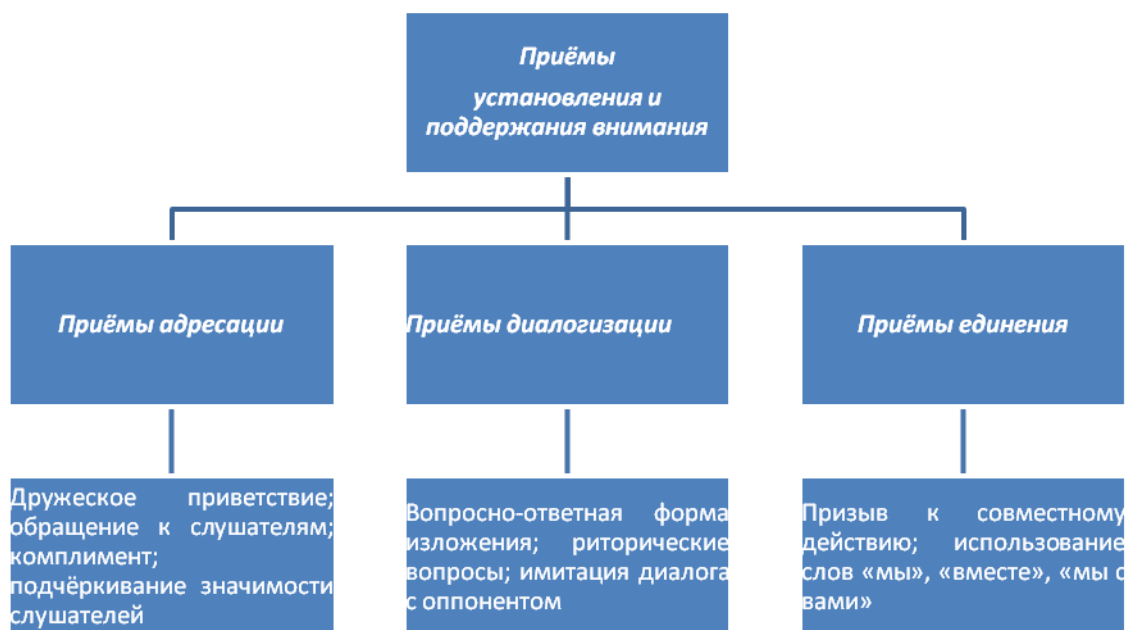 Приёмы
установления и
поддержания внимания
Приёмы адресации
Приёмы диалогизации
Приёмы единения
Дружеское приветствие;
обращение к слушателям;
комплимент;
подчёркивание значимости
слушателей
Вопросно-ответная форма
изложения; риторические
вопросы; имитация диалога
с оппонентом
Призыв к совместному
действию; использование
слов «мы», «вместе», «мы с
вами»